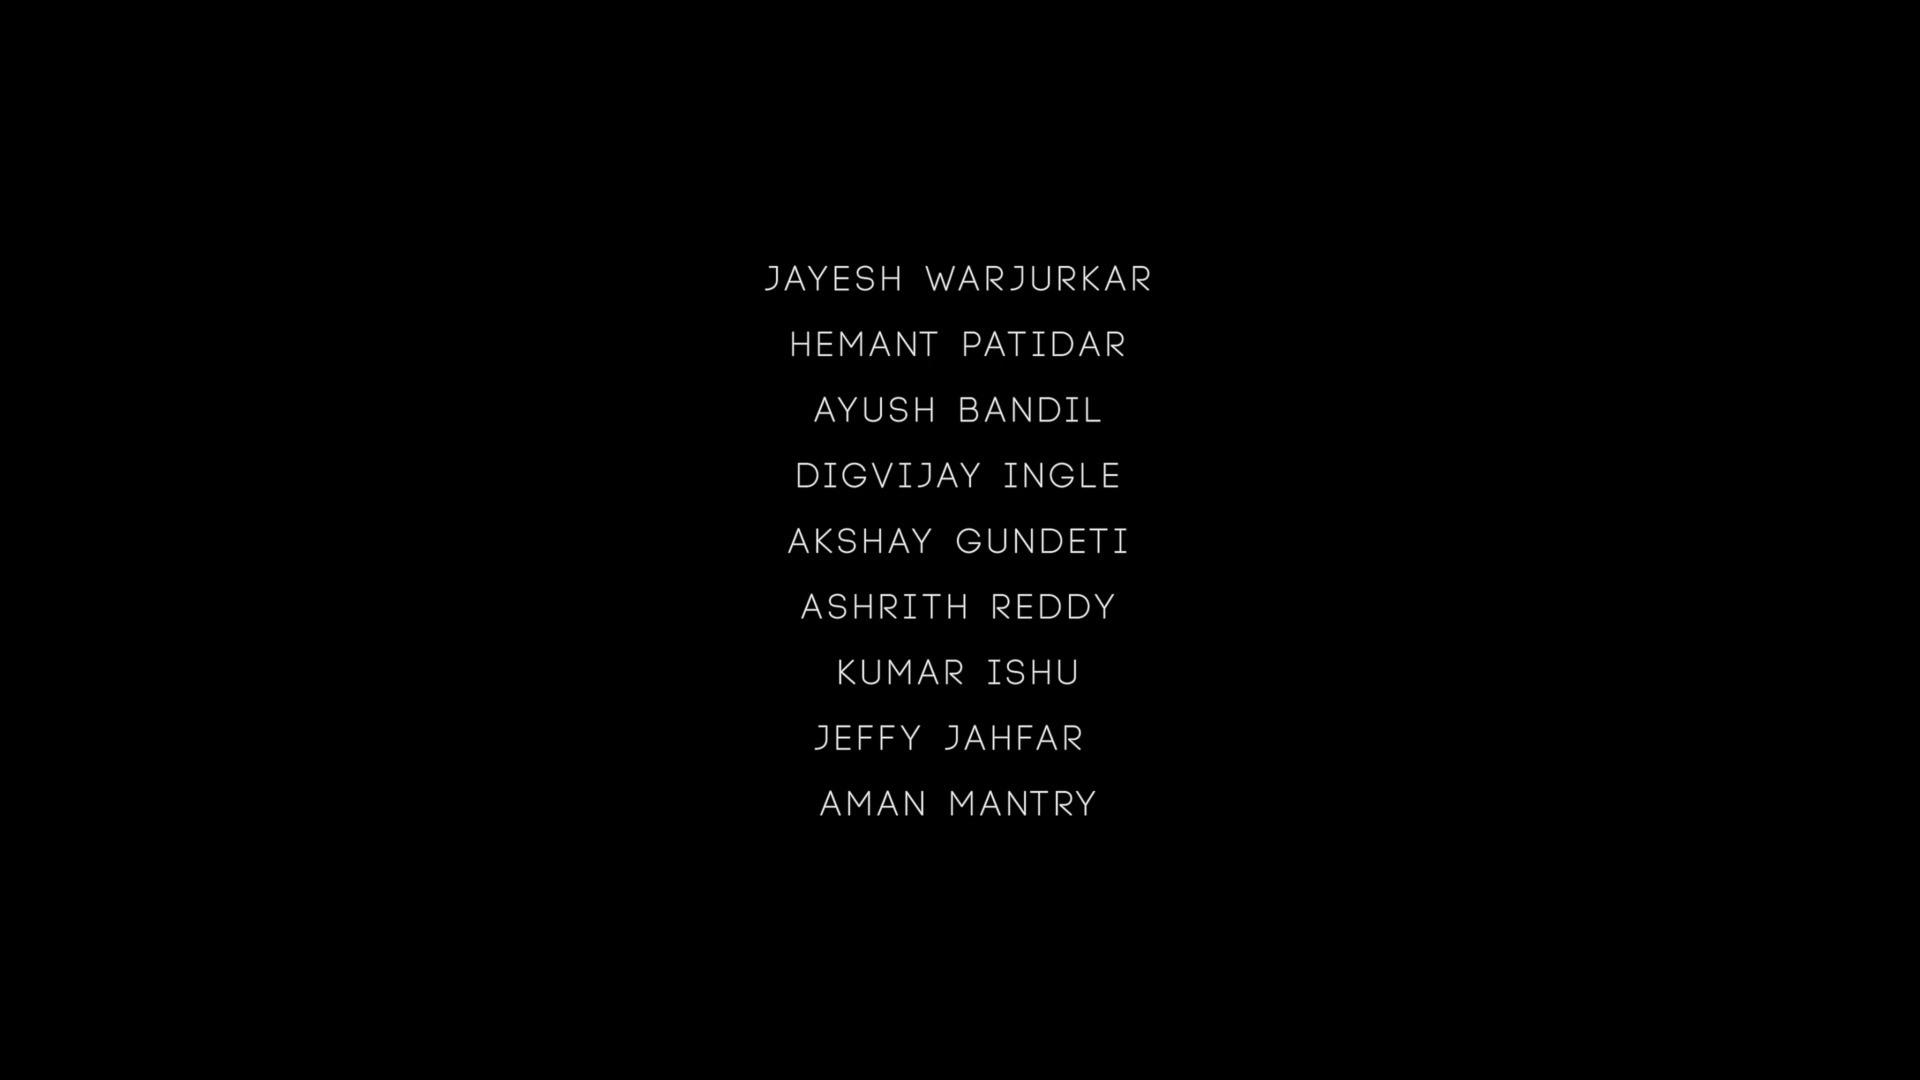 JAYESH WARJURKAR
HEMANT PATIDAR
AYUSH BANDIL
DIGVIJAY INGLE
AKSHAY GUNDETI
ASHRITH REDDY
KUMAR ISHU
JEFFY JAHFAR
AMAN MANTRY